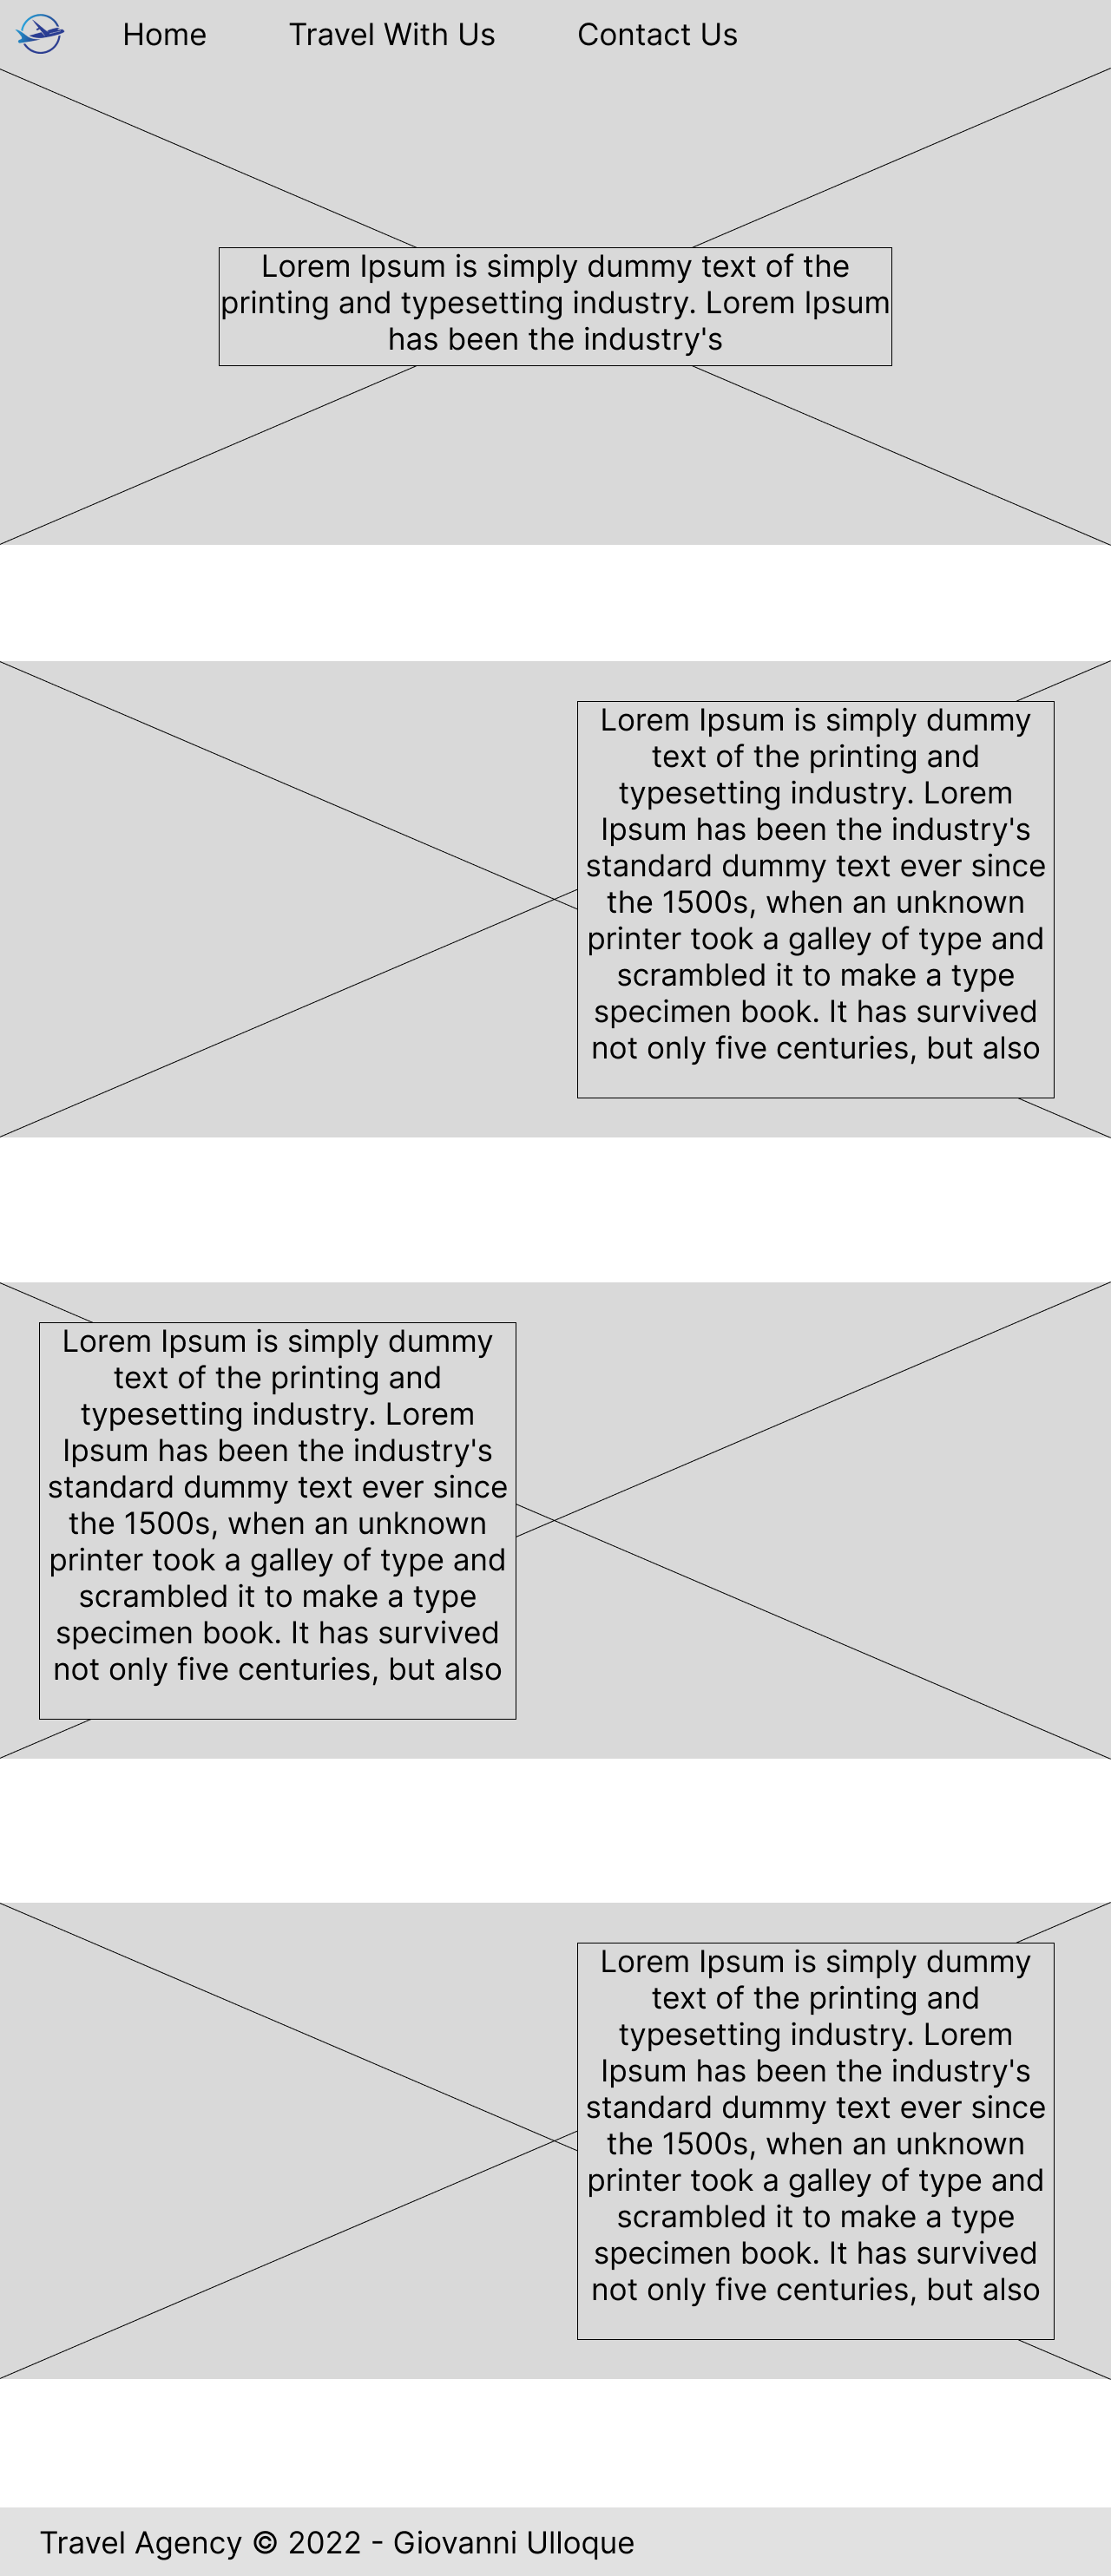 Home Travel With Us Contact Us
Lorem Ipsum is simply dummy text of the
printing and typesetting industry. Lorem Ipsum
has been the industry's
Lorem Ipsum is simply dummy
text of the printing and
typesetting industry. Lorem
Ipsum has been the industry's
standard dummy text ever since
the 1500s, when an unknown
printer took a galley of type and
scrambled it to make a type
specimen book. It has survived
not only five centuries, but also
Lorem Ipsum is simply dummy
text of the printing and
typesetting industry. Lorem
Ipsum has been the industry's
standard dummy text ever since
the 1500s, when an unknown
printer took a galley of type and
scrambled it to make a type
specimen book. It has survived
not only five centuries, but also
Lorem Ipsum is simply dummy
text of the printing and
typesetting industry. Lorem
Ipsum has been the industry's
standard dummy text ever since
the 1500s, when an unknown
printer took a galley of type and
scrambled it to make a type
specimen book. It has survived
not only five centuries, but also
Travel Agency © 2022 - Giovanni Ulloque